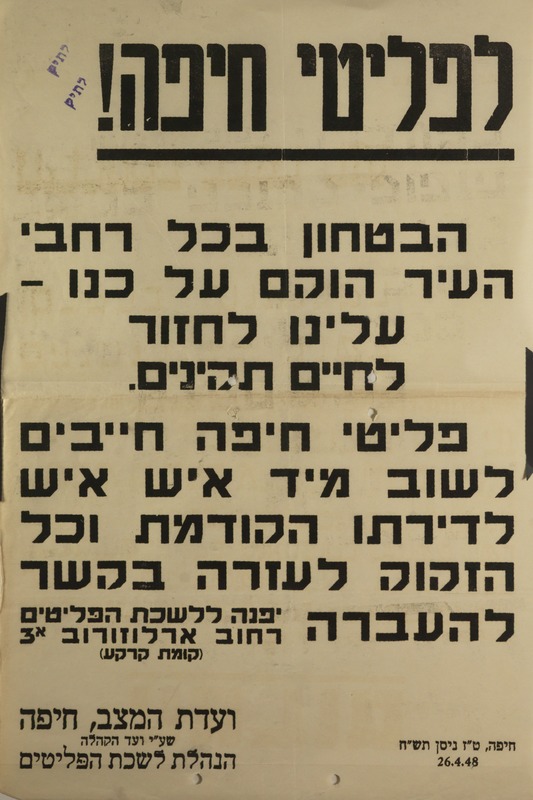 לפליטי חיפה!
הבטחון בכל רחבי
העיר הוקם על כנו –
עלינו לחזור
לחיים תקינים.
פליטי חיפה חייבים
לשוב מיד איש איש
לדירתו הקודמת וכל
הזקוק לעזרה בקשר
להעברה יפנה ללשכת הפליטים
רחוב ארלוזורוב 3א
(קומת קרקע)
ועדת המצב, חיפה
שע"י ועד הקהלה
הנהלת לשכת הפליטים
חיפה, ט"ז ניסן תש"ח
26.4.48